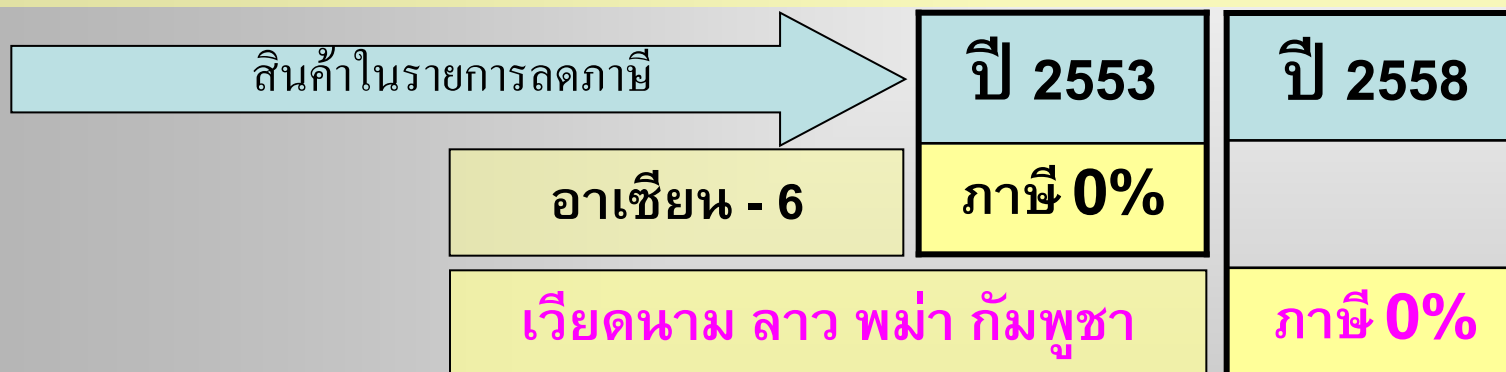 สินค้าในรายการลดภาษี
ปี 2553
ปี 2558
อาเซียน - 6
ภาษี 0%
เวียดนาม ลาว พม่า กัมพูชา
ภาษี 0%